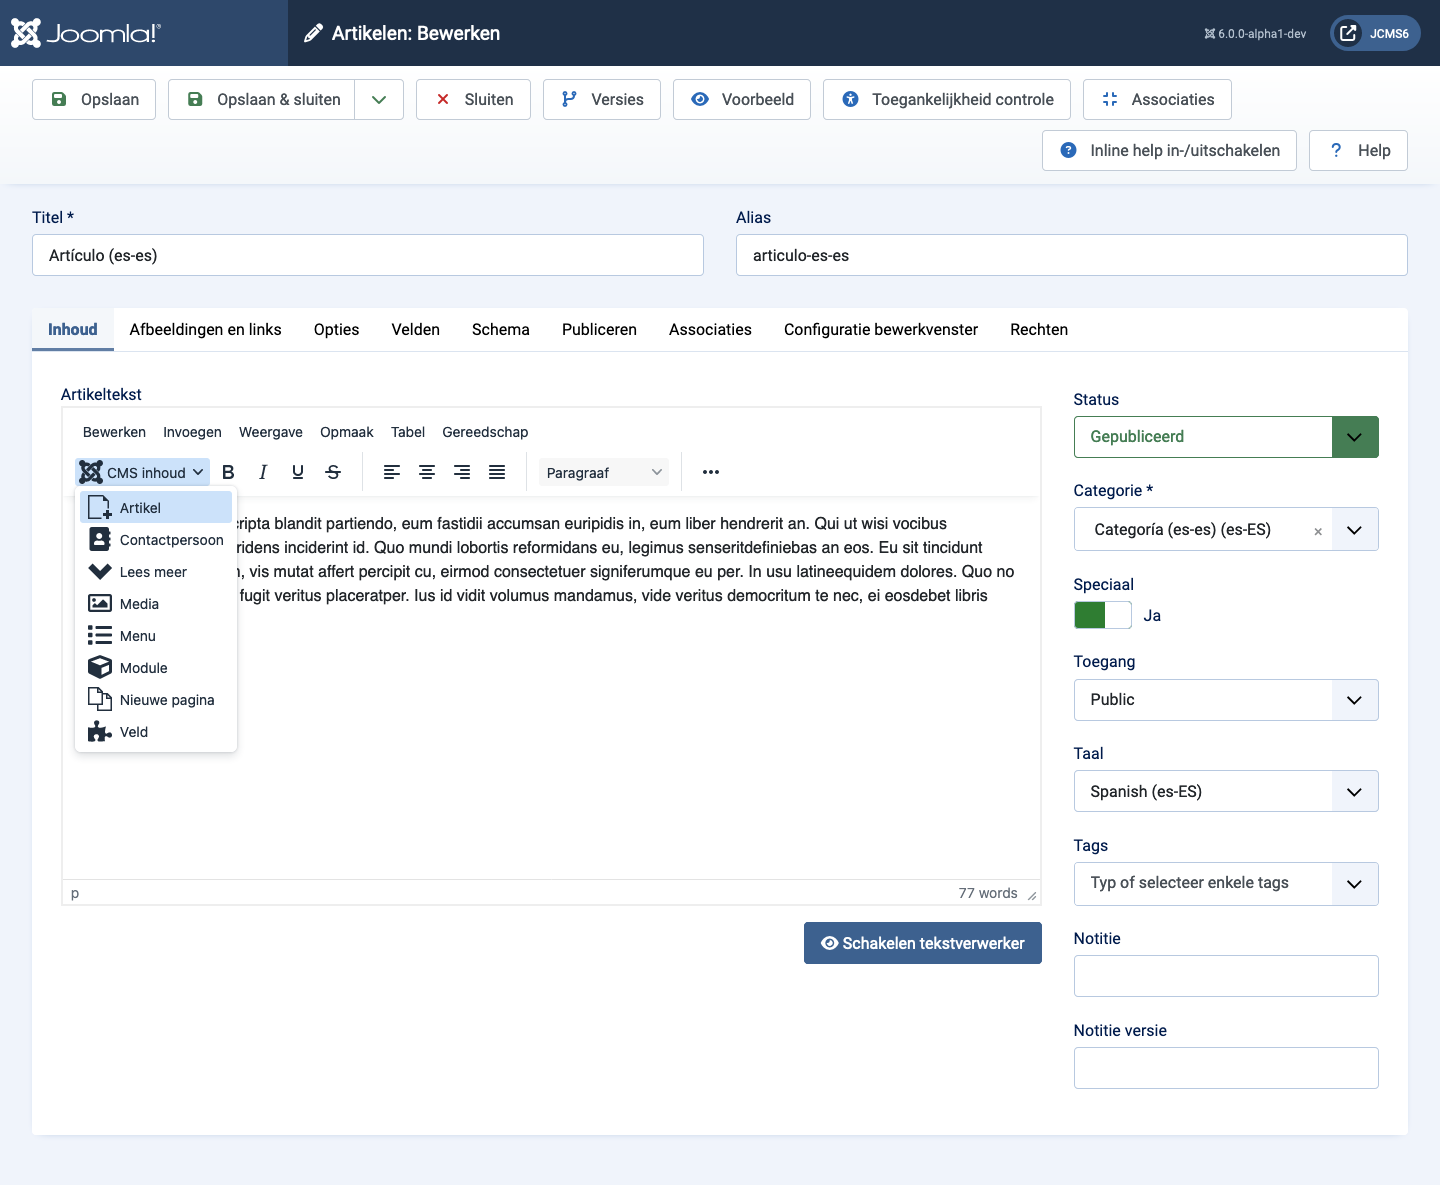 Joomla!®
Artikelen: Bewerken
6.0.0-alpha1-dev
JCMS6
Opslaan
Opslaan & sluiten
Sluiten
Versies
Voorbeeld
Toegankelijkheid controle
Associaties
Inline help in-/uitschakelen
? Help
Titel *
Artículo (es-es)
Alias
articulo-es-es
Inhoud
Afbeeldingen en links
Opties
Velden
Schema
Publiceren
Associaties
Configuratie bewerkvenster
Rechten
Artikeltekst
Bewerken Invoegen Weergave Opmaak Tabel Gereedschap
CMS inhoud B I U S Paragraaf
Artikel
Contactpersoon
Lees meer
Media
Menu
Module
Nieuwe pagina
Veld
cripta blandit partiendo, eum fastidii accumsan euripidis in, eum liber hendrerit an. Qui ut wisi vocibus
ridens inciderint id. Quo mundi lobortis reformidans eu, legimus senseritdefiniebas an eos. Eu sit tincidunt
, vis mutat affert percipit cu, eirmod consectetuer signiferumque eu per. In usu latineequidem dolores. Quo no
fugit veritus placeratper. Ius id vidit volumus mandamus, vide veritus democritum te nec, ei eosdebet libris
p
77 words
Schakelen tekstverwerker
Status
Gepubliceerd
Categorie *
Categoría (es-es) (es-ES) ×
Speciaal
Ja
Toegang
Public
Taal
Spanish (es-ES)
Tags
Typ of selecteer enkele tags
Notitie
Notitie versie